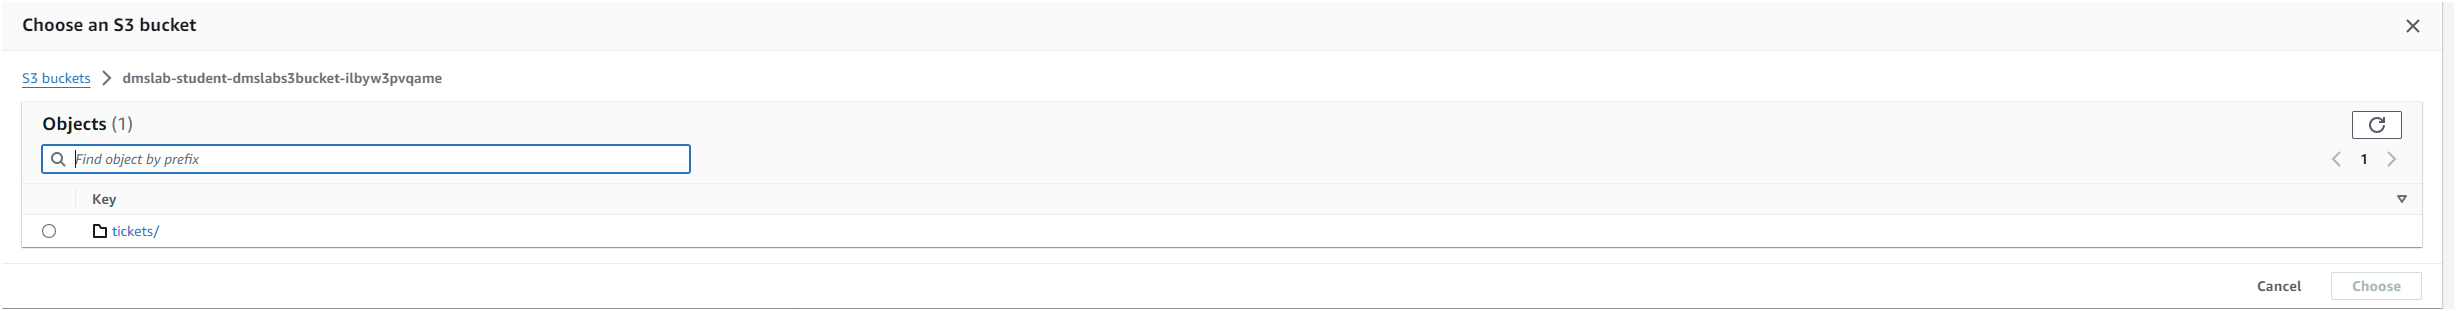 Choose an S3 bucket
S3 buckets dmslab-student-dmslabs3bucket-ilbyw3pvqame
Objects (1)
Find object by prefix
1
Key
tickets/
Cancel Choose